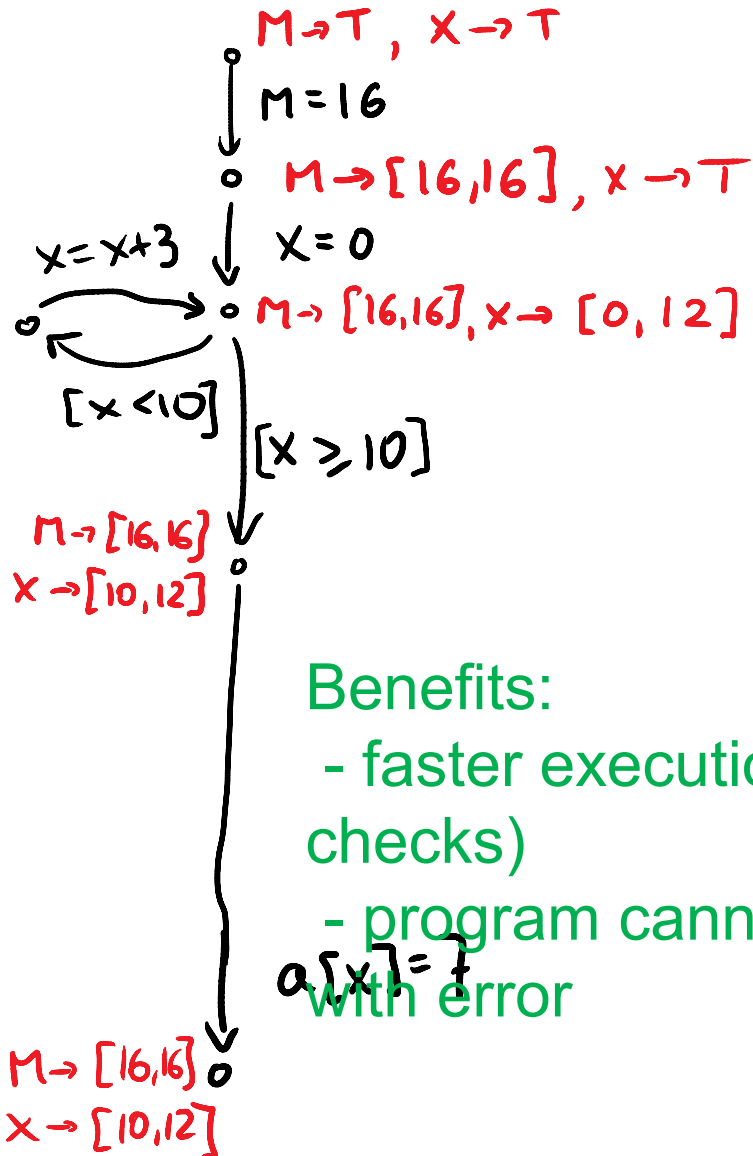 M→T, x→T
M=16
M→[16,16], x→T
x=x+3
x=0
M→[16,16], x→[0,12]
[x<10]
[x≥10]
M→[16,16]
x→[10,12]
Benefits:
- faster executio
checks)
- program cann
a[x]=7
with error
M→[16,16]
x→[10,12]